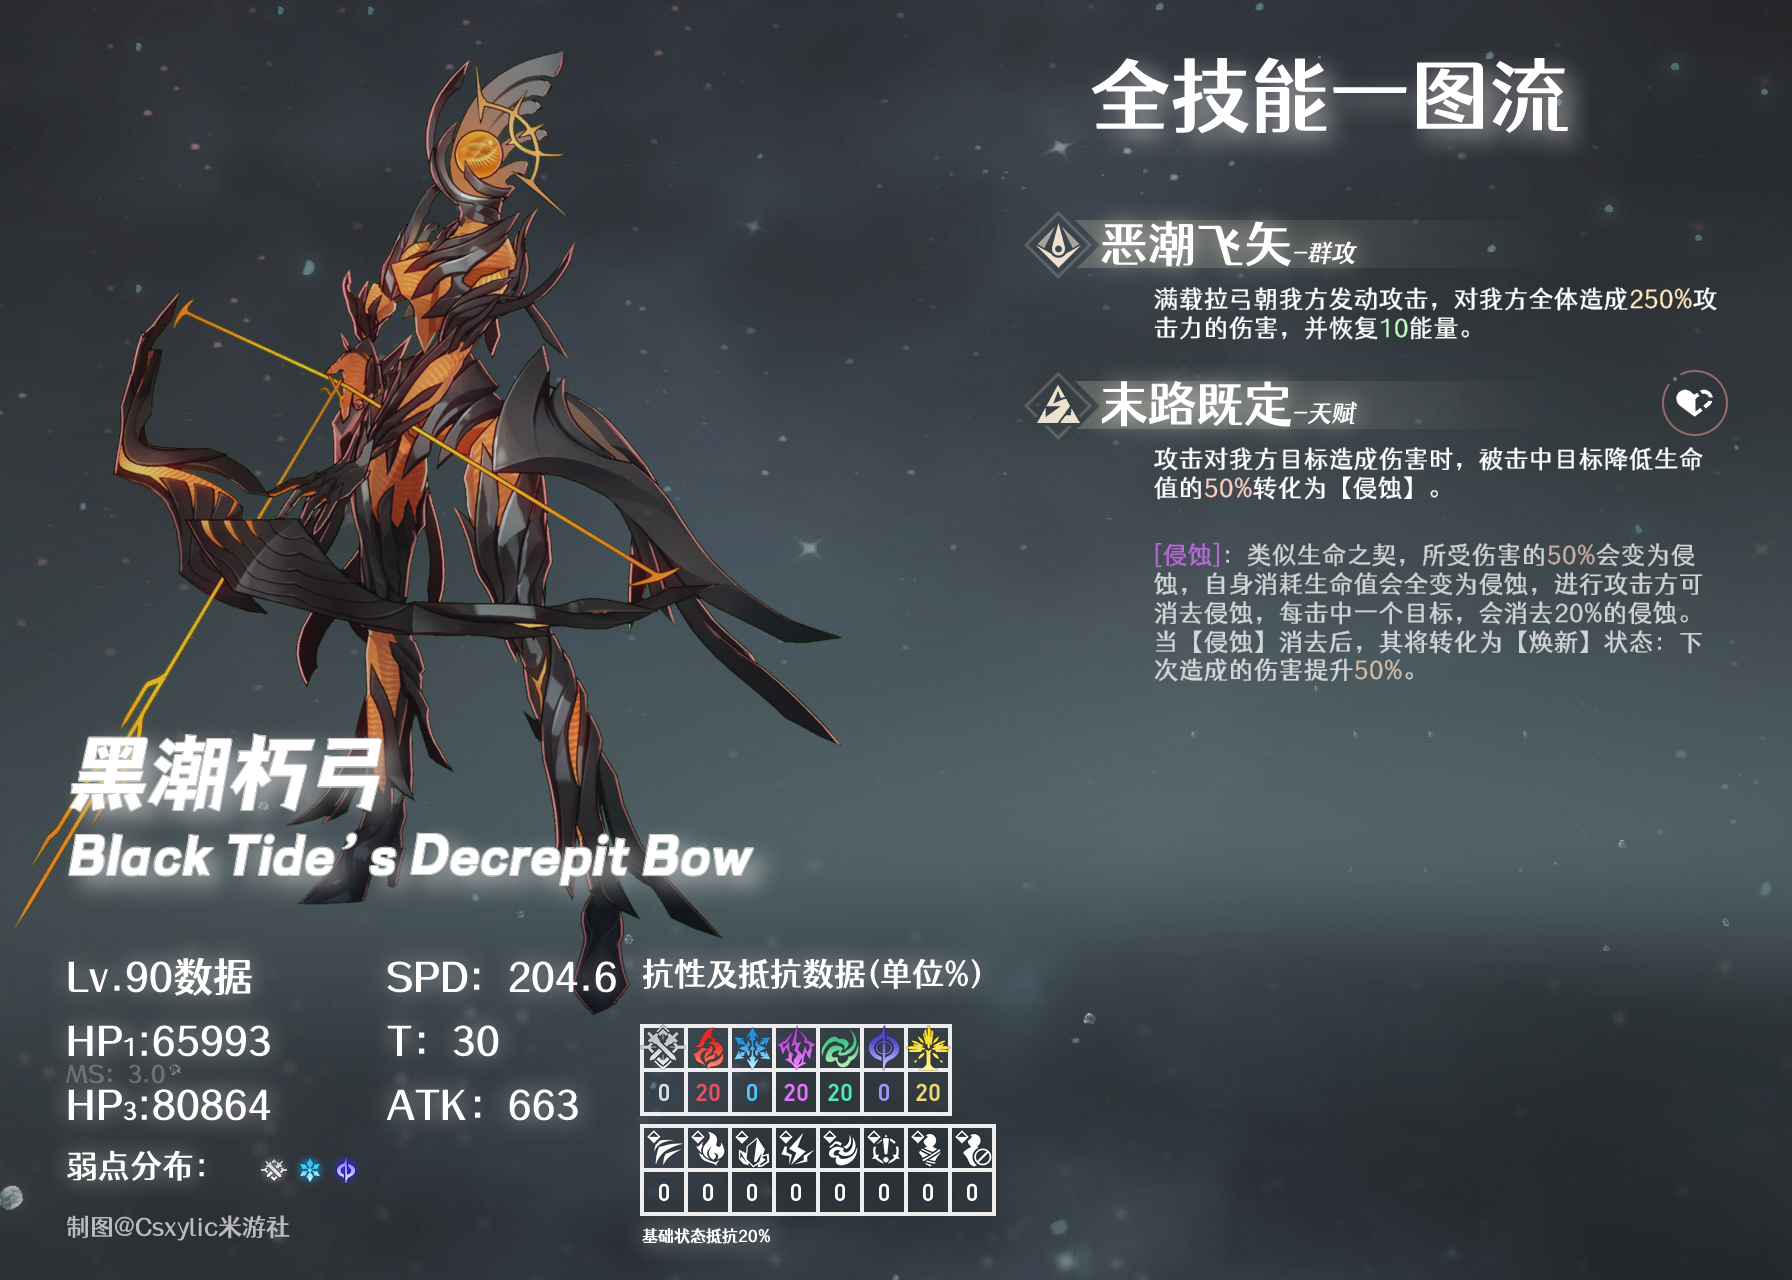 全技能一图流
恶潮飞矢-群攻
满载拉弓朝我方发动攻击，对我方全体造成250%攻
击力的伤害，并恢复10能量。
末路既定-天赋
攻击对我方目标造成伤害时，被击中目标降低生命
值的50%转化为【侵蚀】。
[侵蚀]：类似生命之契，所受伤害的50%会变为侵
蚀，自身消耗生命值会全变为侵蚀，进行攻击方可
消去侵蚀，每击中一个目标，会消去20%的侵蚀。
当【侵蚀】消去后，其将转化为【焕新】状态：下
次造成的伤害提升50%。
黑潮朽弓
Black Tide’s Decrepit Bow
Lv.90数据
SPD：204.6
HP1:65993
T：30
MS：3.0
HP3:80864
ATK：663
弱点分布：
制图@Csxylic米游社
抗性及抵抗数据(单位%)
0 20 0 20 20 0 20
0 0 0 0 0 0 0 0
基础状态抵抗20%